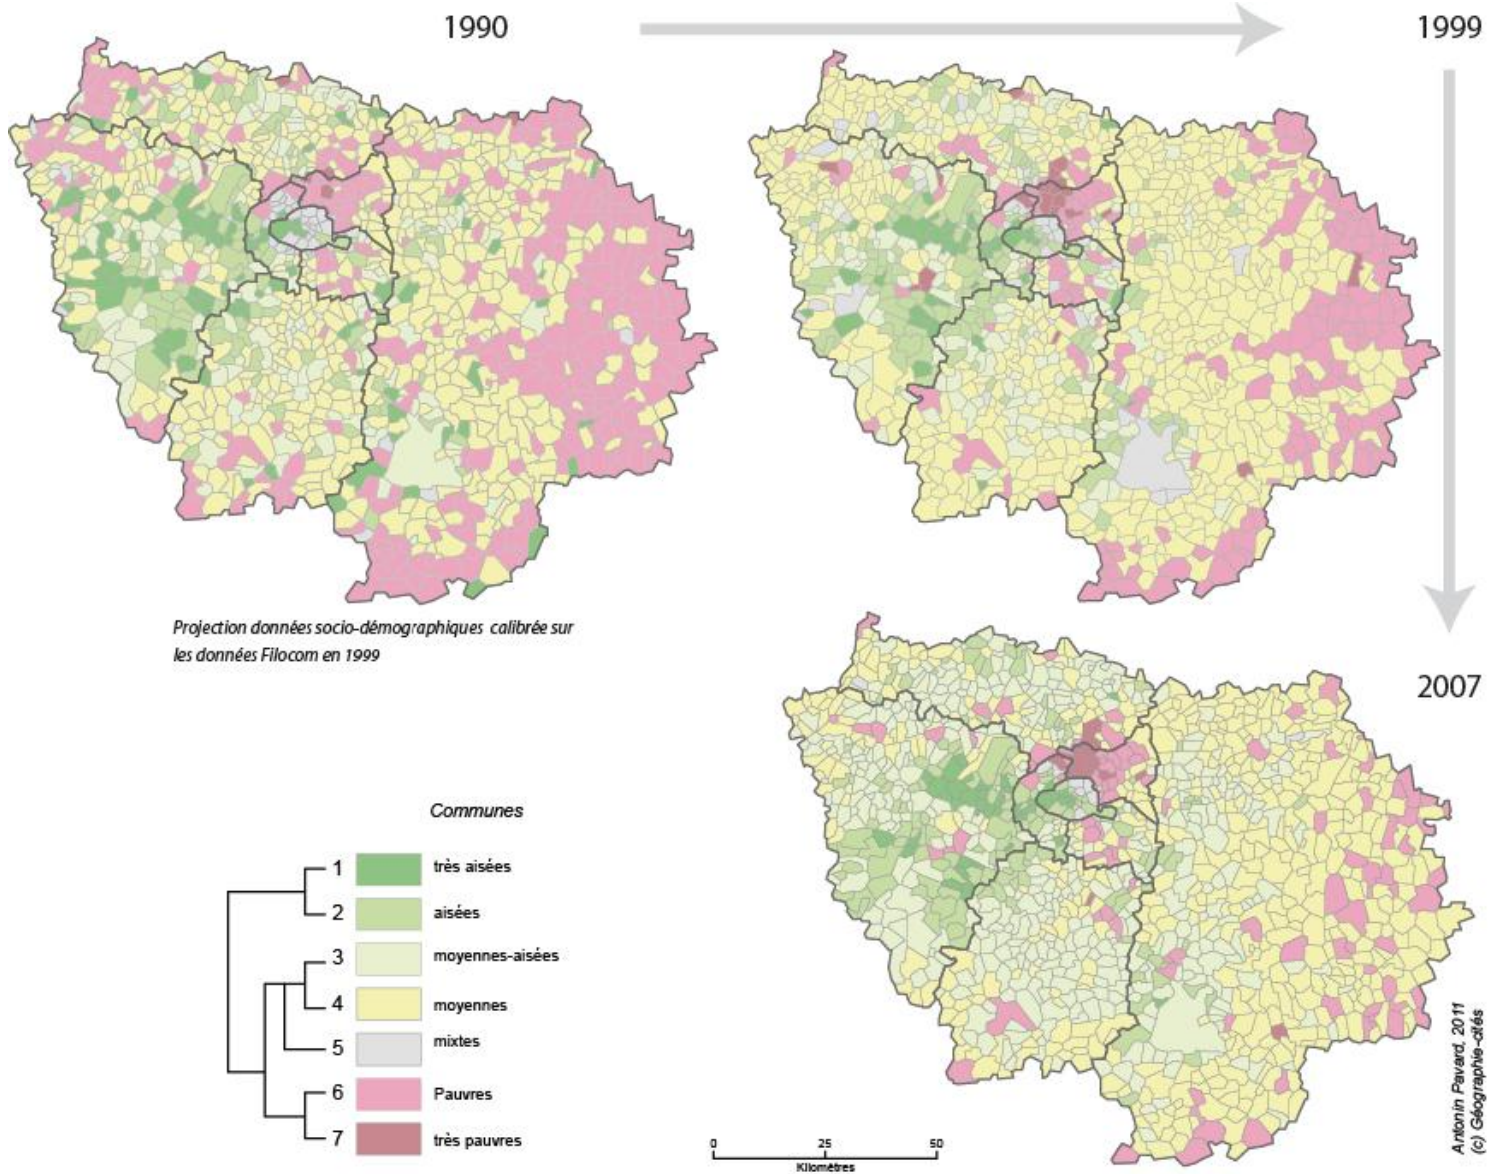 1990
1999
Projection données socio-démographiques calibrée sur
les données Filocom en 1999
2007
Communes
1 très aisées
2 aisées
3 moyennes-aisées
4 moyennes
5 mixtes
6 Pauvres
7 très pauvres
0 25 50
Kilomètres
Antonin Pavard, 2011
(c) Géographie-cités